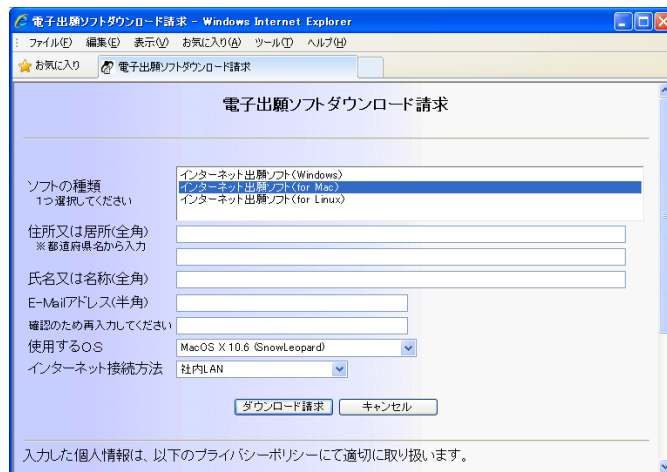 電子出願ソフトダウンロード請求 - Windows Internet Explorer
ファイル(F) 編集(E) 表示(V) お気に入り(A) ツール(T) ヘルプ(H)
お気に入り 電子出願ソフトダウンロード請求
電子出願ソフトダウンロード請求
ソフトの種類
1つ選択してください
インターネット出願ソフト(Windows)
インターネット出願ソフト(for Mac)
インターネット出願ソフト(for Linux)
住所又は居所(全角)
※都道府県名から入力
氏名又は名称(全角)
E-Mailアドレス(半角)
確認のため再入力してください
使用するOS MacOS X 10.6 (SnowLeopard)
インターネット接続方法 社内LAN
ダウンロード請求 キャンセル
入力した個人情報は、以下のプライバシーポリシーにて適切に取り扱います。